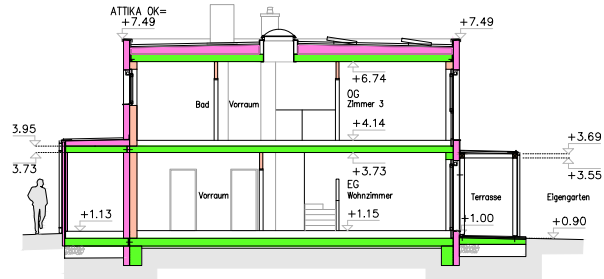 ATTIKA OK=
+7.49
+7.49
+6.74
OG
Zimmer 3
Bad
Vorraum
+4.14
3.95
3.73
+3.69
+3.55
+3.73
EG
Wohnzimmer
Vorraum
+1.15
+1.13
Terrasse
+1.00
Eigengarten
+0.90